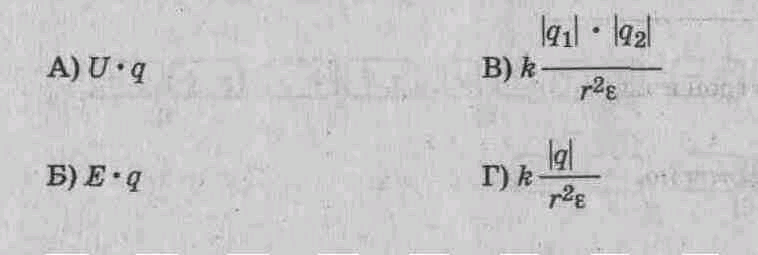 А) U · q
В) k |q₁| · |q₂| / r²ε
Б) E · q
Г) k |q| / r²ε